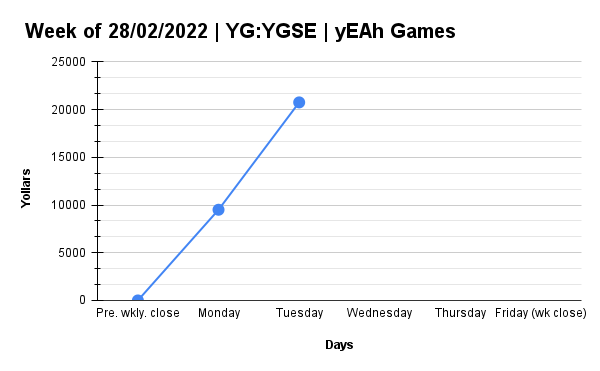 Week of 28/02/2022 | YG:YGSE | yEAh Games
25000
20000
15000
10000
5000
0
Yollars
Pre. wkly. close Monday Tuesday Wednesday Thursday Friday (wk close)
Days